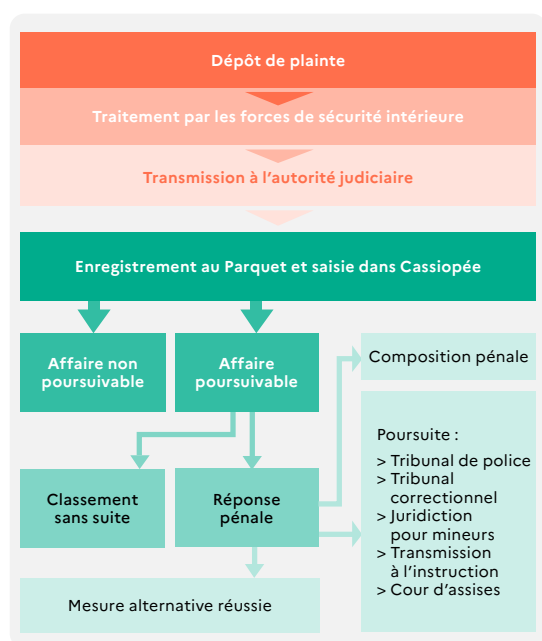 Dépôt de plainte
Traitement par les forces de sécurité intérieure
Transmission à l'autorité judiciaire
Enregistrement au Parquet et saisie dans Cassiopée
Affaire non
poursuivable
Affaire
poursuivable
Composition pénale
Classement
sans suite
Réponse
pénale
Poursuite :
> Tribunal de police
> Tribunal
correctionnel
> Juridiction
pour mineurs
> Transmission
à l'instruction
> Cour d'assises
Mesure alternative réussie